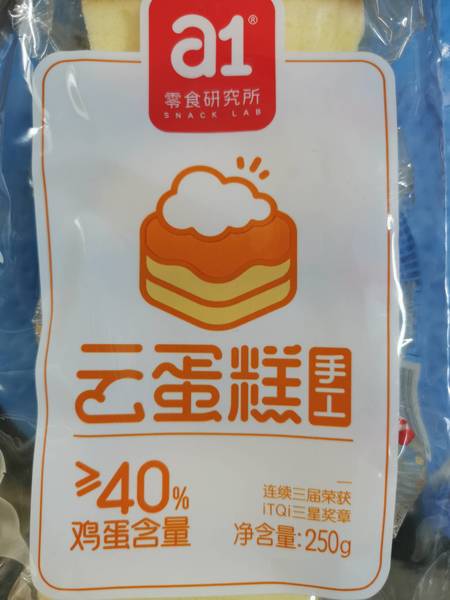 a1®
零食研究所
SNACK LAB
云蛋糕 手工
≥40%
鸡蛋含量
连续三届荣获
iTQi三星奖章
净含量:250g